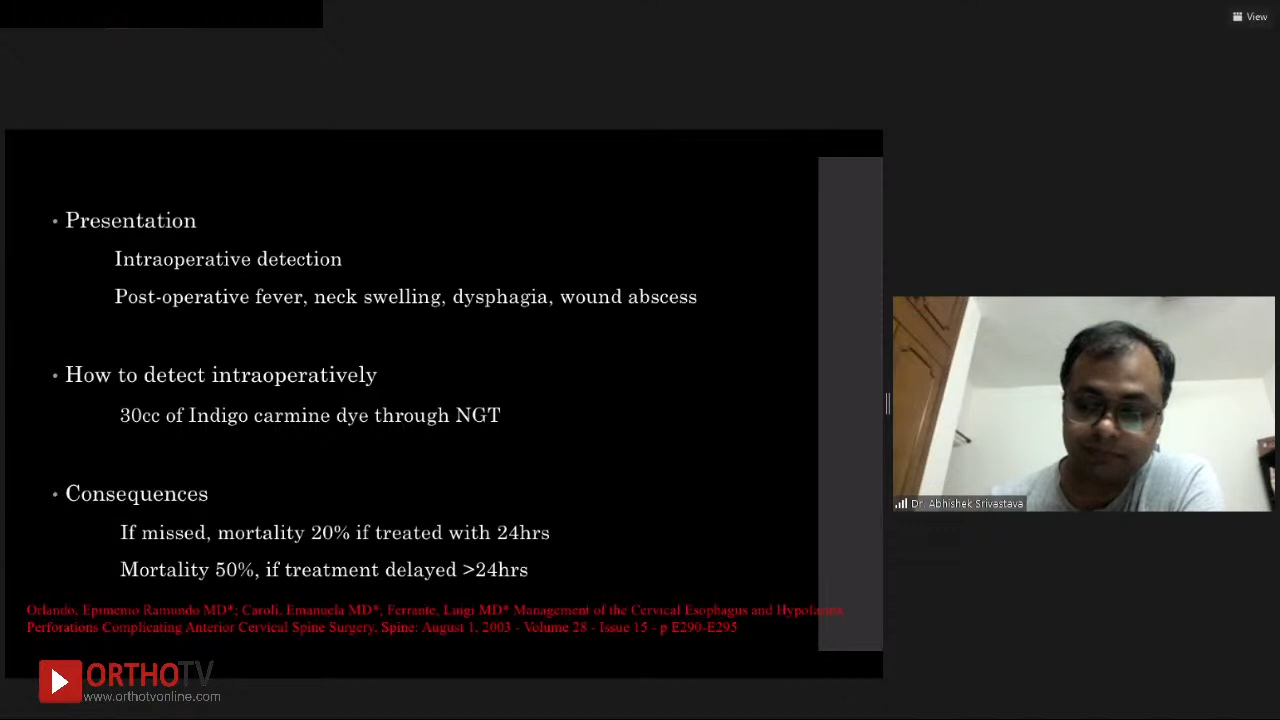 View
• Presentation
Intraoperative detection
Post-operative fever, neck swelling, dysphagia, wound abscess
• How to detect intraoperatively
30cc of Indigo carmine dye through NGT
• Consequences
If missed, mortality 20% if treated with 24hrs
Mortality 50%, if treatment delayed >24hrs
Orlando, Epimenio Ramundo MD*; Caroli, Emanuela MD*; Ferrante, Luigi MD* Management of the Cervical Esophagus and Hypofarinx
Perforations Complicating Anterior Cervical Spine Surgery, Spine: August 1, 2003 - Volume 28 - Issue 15 - p E290-E295
Dr. Abhishek Srivastava
ORTHOTV
www.orthotvonline.com